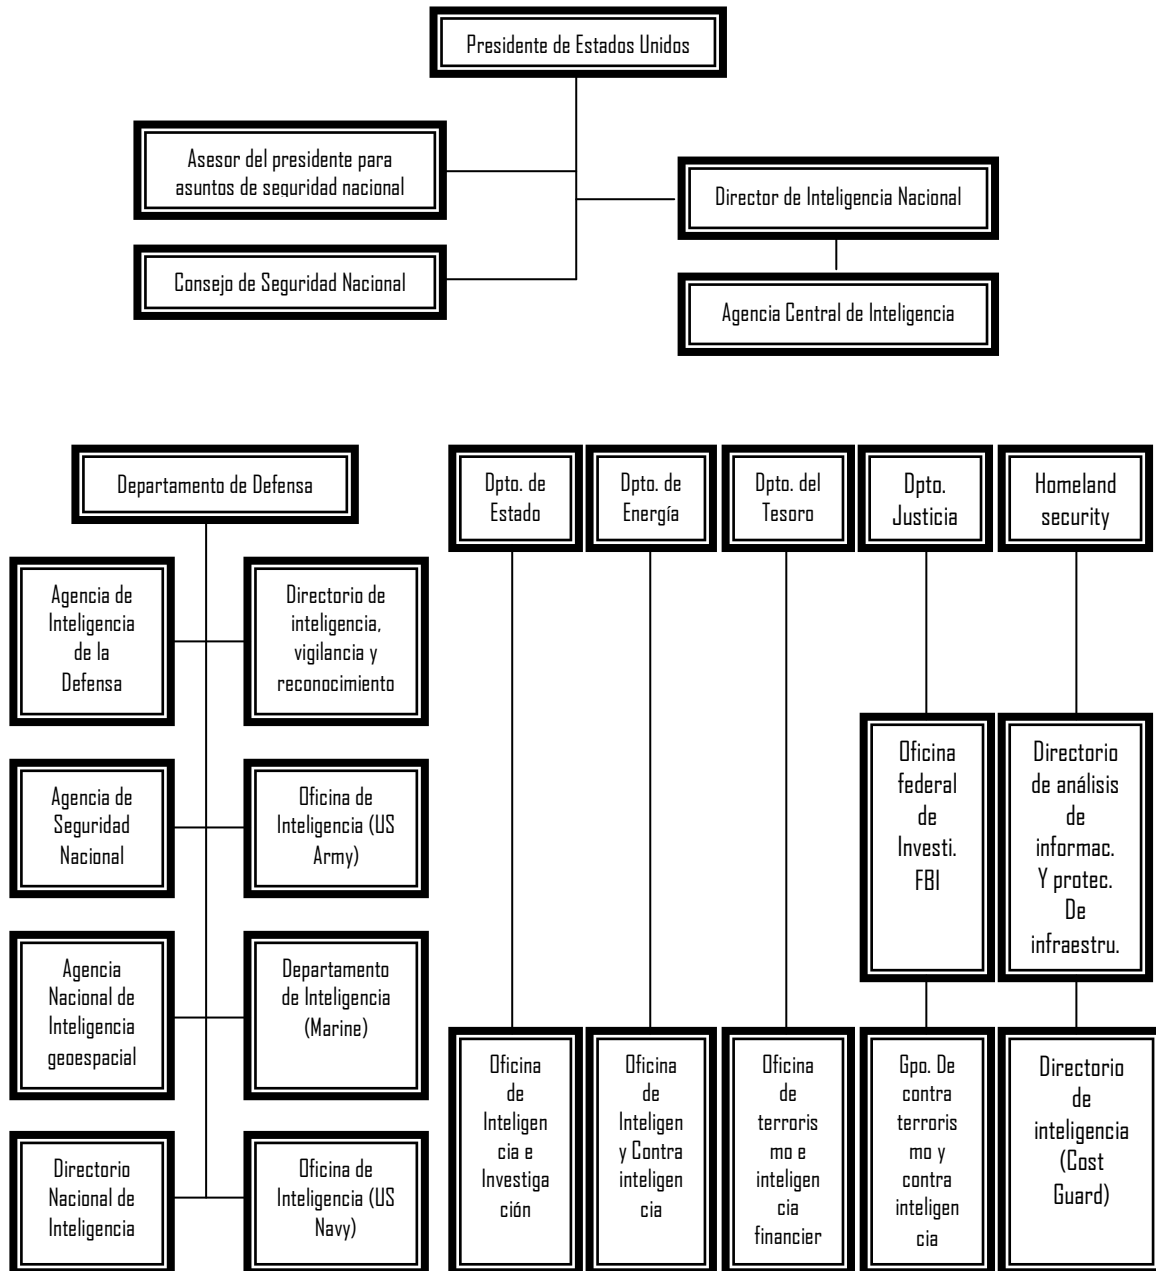 Presidente de Estados Unidos
Asesor del presidente para
asuntos de seguridad nacional
Director de Inteligencia Nacional
Consejo de Seguridad Nacional
Agencia Central de Inteligencia
Departamento de Defensa
Dpto. de
Estado
Dpto. de
Energía
Dpto. del
Tesoro
Dpto.
Justicia
Homeland
security
Agencia de
Inteligencia
de la
Defensa
Directorio de
inteligencia,
vigilancia y
reconocimiento
Agencia de
Seguridad
Nacional
Oficina de
Inteligencia (US
Army)
Oficina
federal
de
Investi.
FBI
Directorio
de análisis
de
informac.
Y protec.
De
infraestru.
Agencia
Nacional de
Inteligencia
geoespacial
Departamento
de Inteligencia
(Marine)
Directorio
Nacional de
Inteligencia
Oficina de
Inteligencia (US
Navy)
Oficina
de
Inteligen
cia e
Investiga
ción
Oficina
de
Inteligen
y Contra
inteligen
cia
Oficina
de
terroris
mo e
inteligen
cia
financier
Gpo. De
contra
terroris
mo y
contra
inteligen
cia
Directorio
de
inteligencia
(Cost
Guard)